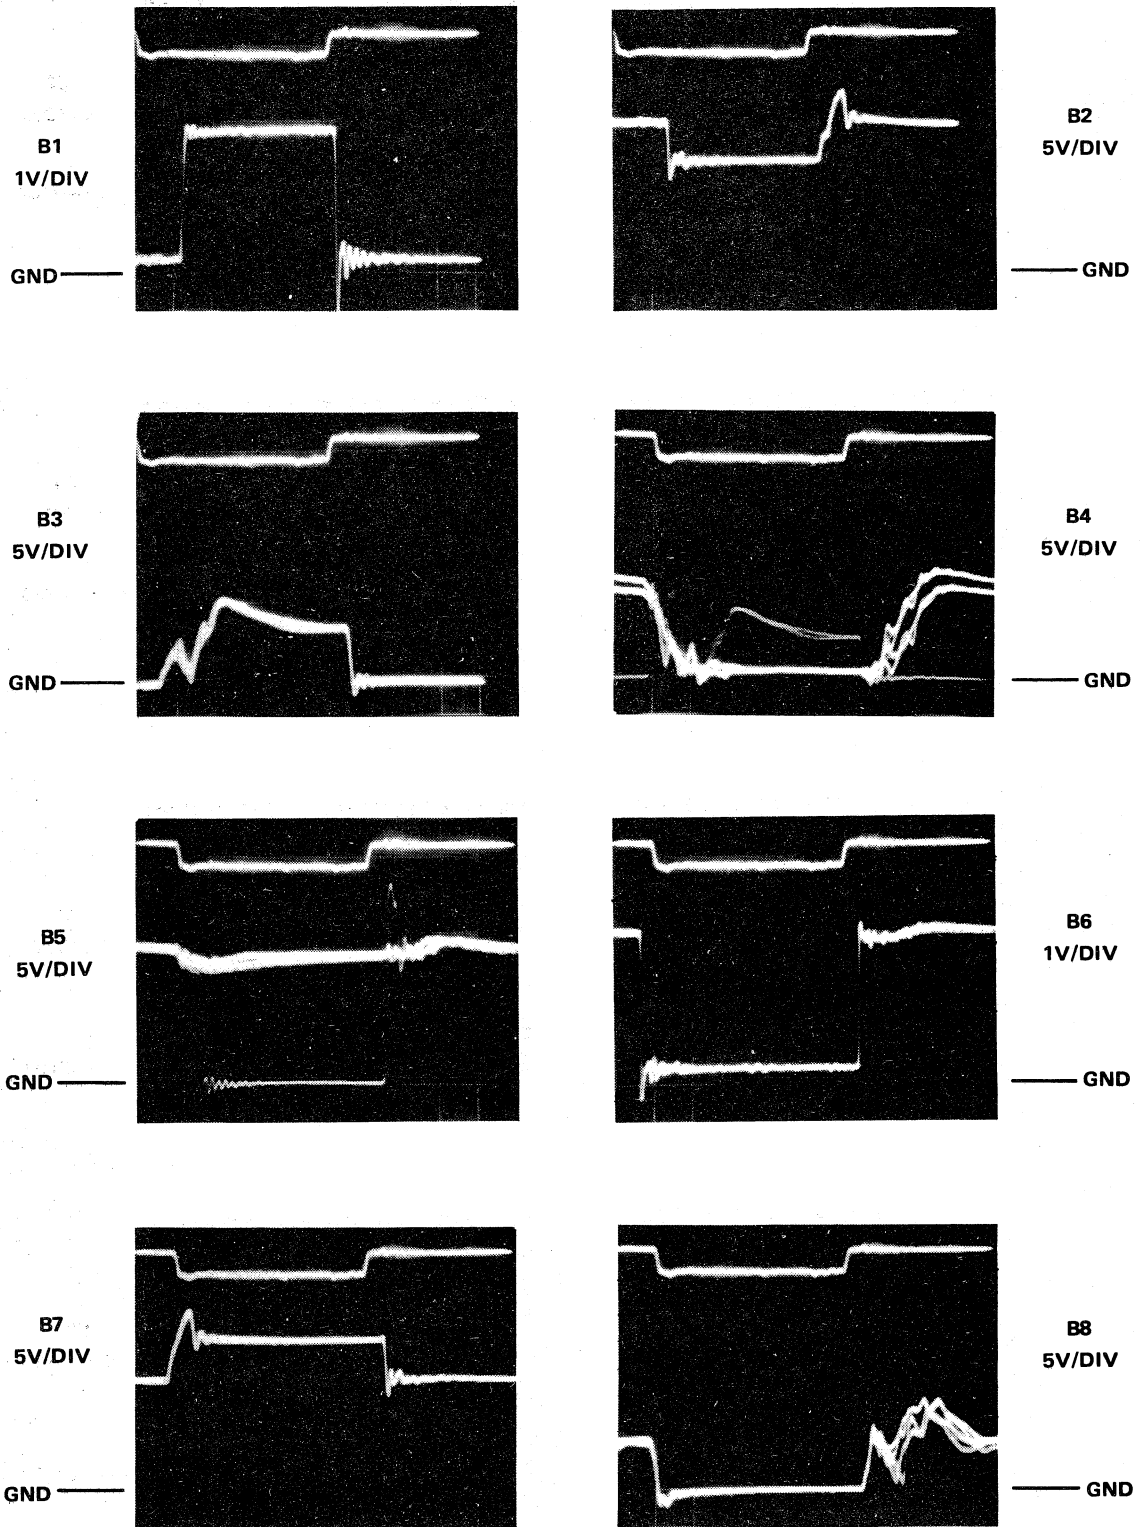 B1
1V/DIV
GND
B2
5V/DIV
GND
B3
5V/DIV
GND
B4
5V/DIV
GND
B5
5V/DIV
GND
B6
1V/DIV
GND
B7
5V/DIV
GND
B8
5V/DIV
GND